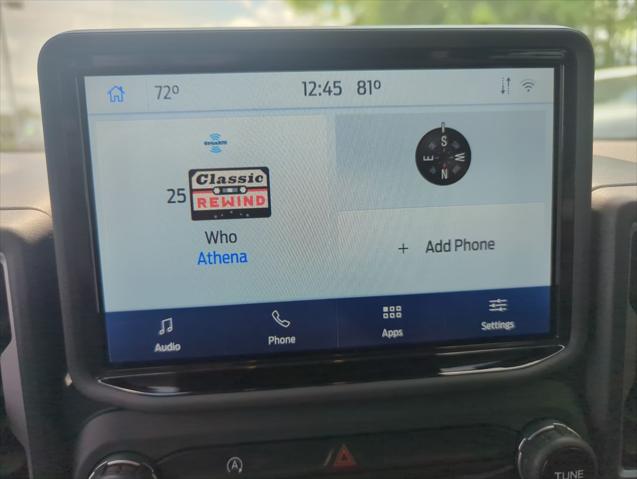 72° 12:45 81°
SiriusXM
25 Classic
REWIND
Who
Athena
S
E W
N
+ Add Phone
Audio Phone Apps Settings
A
TUNE